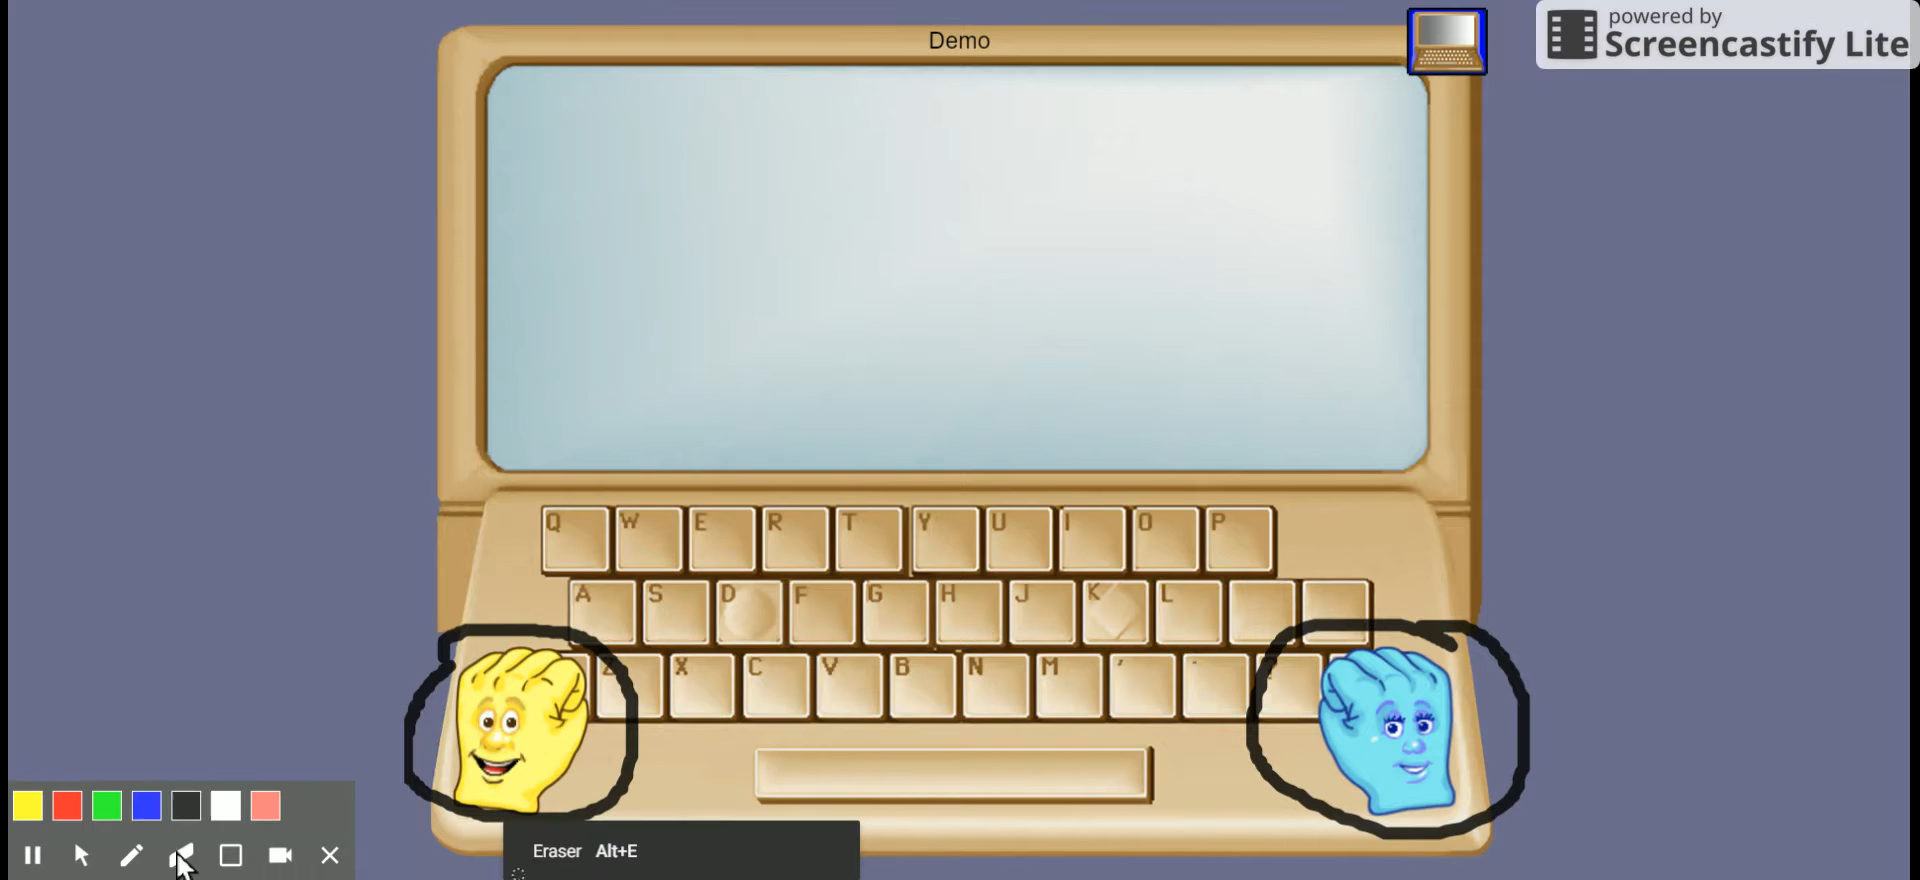 Demo
powered by
Screencastify Lite
Q W E R T Y U I O P
A S D F G H J K L
Z X C V B N M ' . ?
Eraser Alt+E